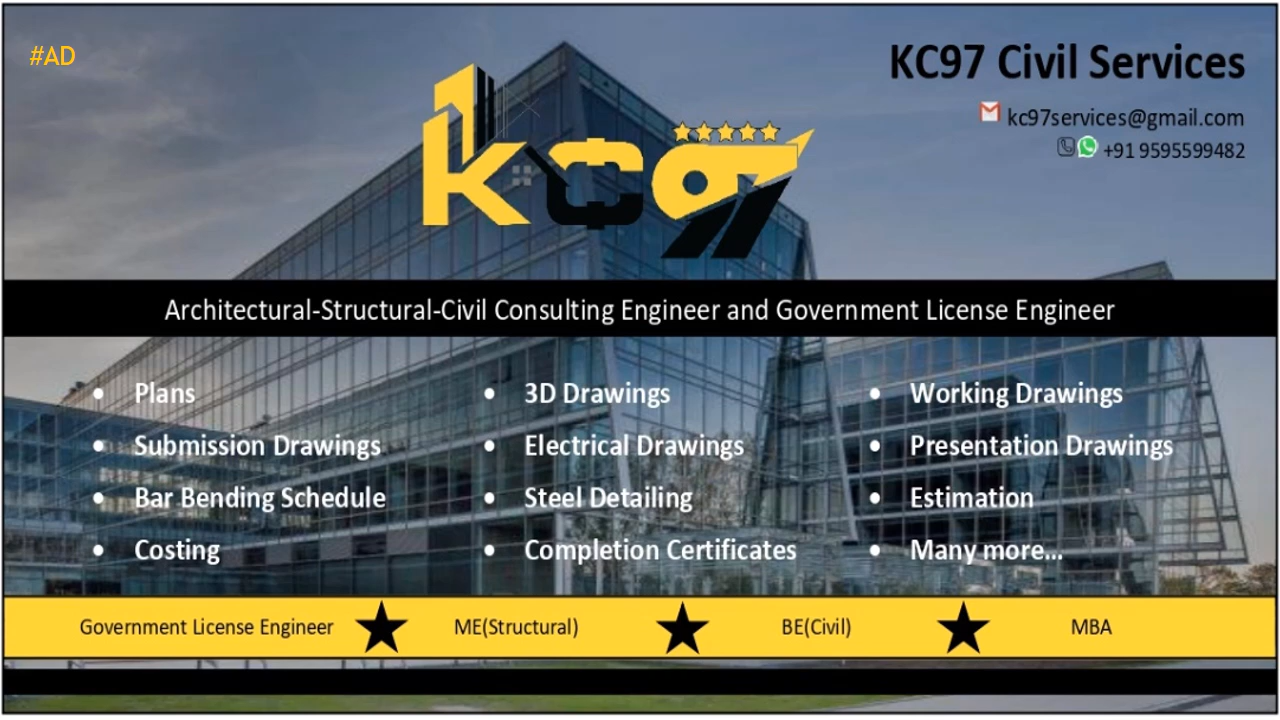 #AD
KC97 Civil Services
kc97services@gmail.com
+91 9595599482
kc97
Architectural-Structural-Civil Consulting Engineer and Government License Engineer
• Plans
• 3D Drawings
• Working Drawings
• Submission Drawings
• Electrical Drawings
• Presentation Drawings
• Bar Bending Schedule
• Steel Detailing
• Estimation
• Costing
• Completion Certificates
• Many more...
Government License Engineer ★ ME(Structural) ★ BE(Civil) ★ MBA